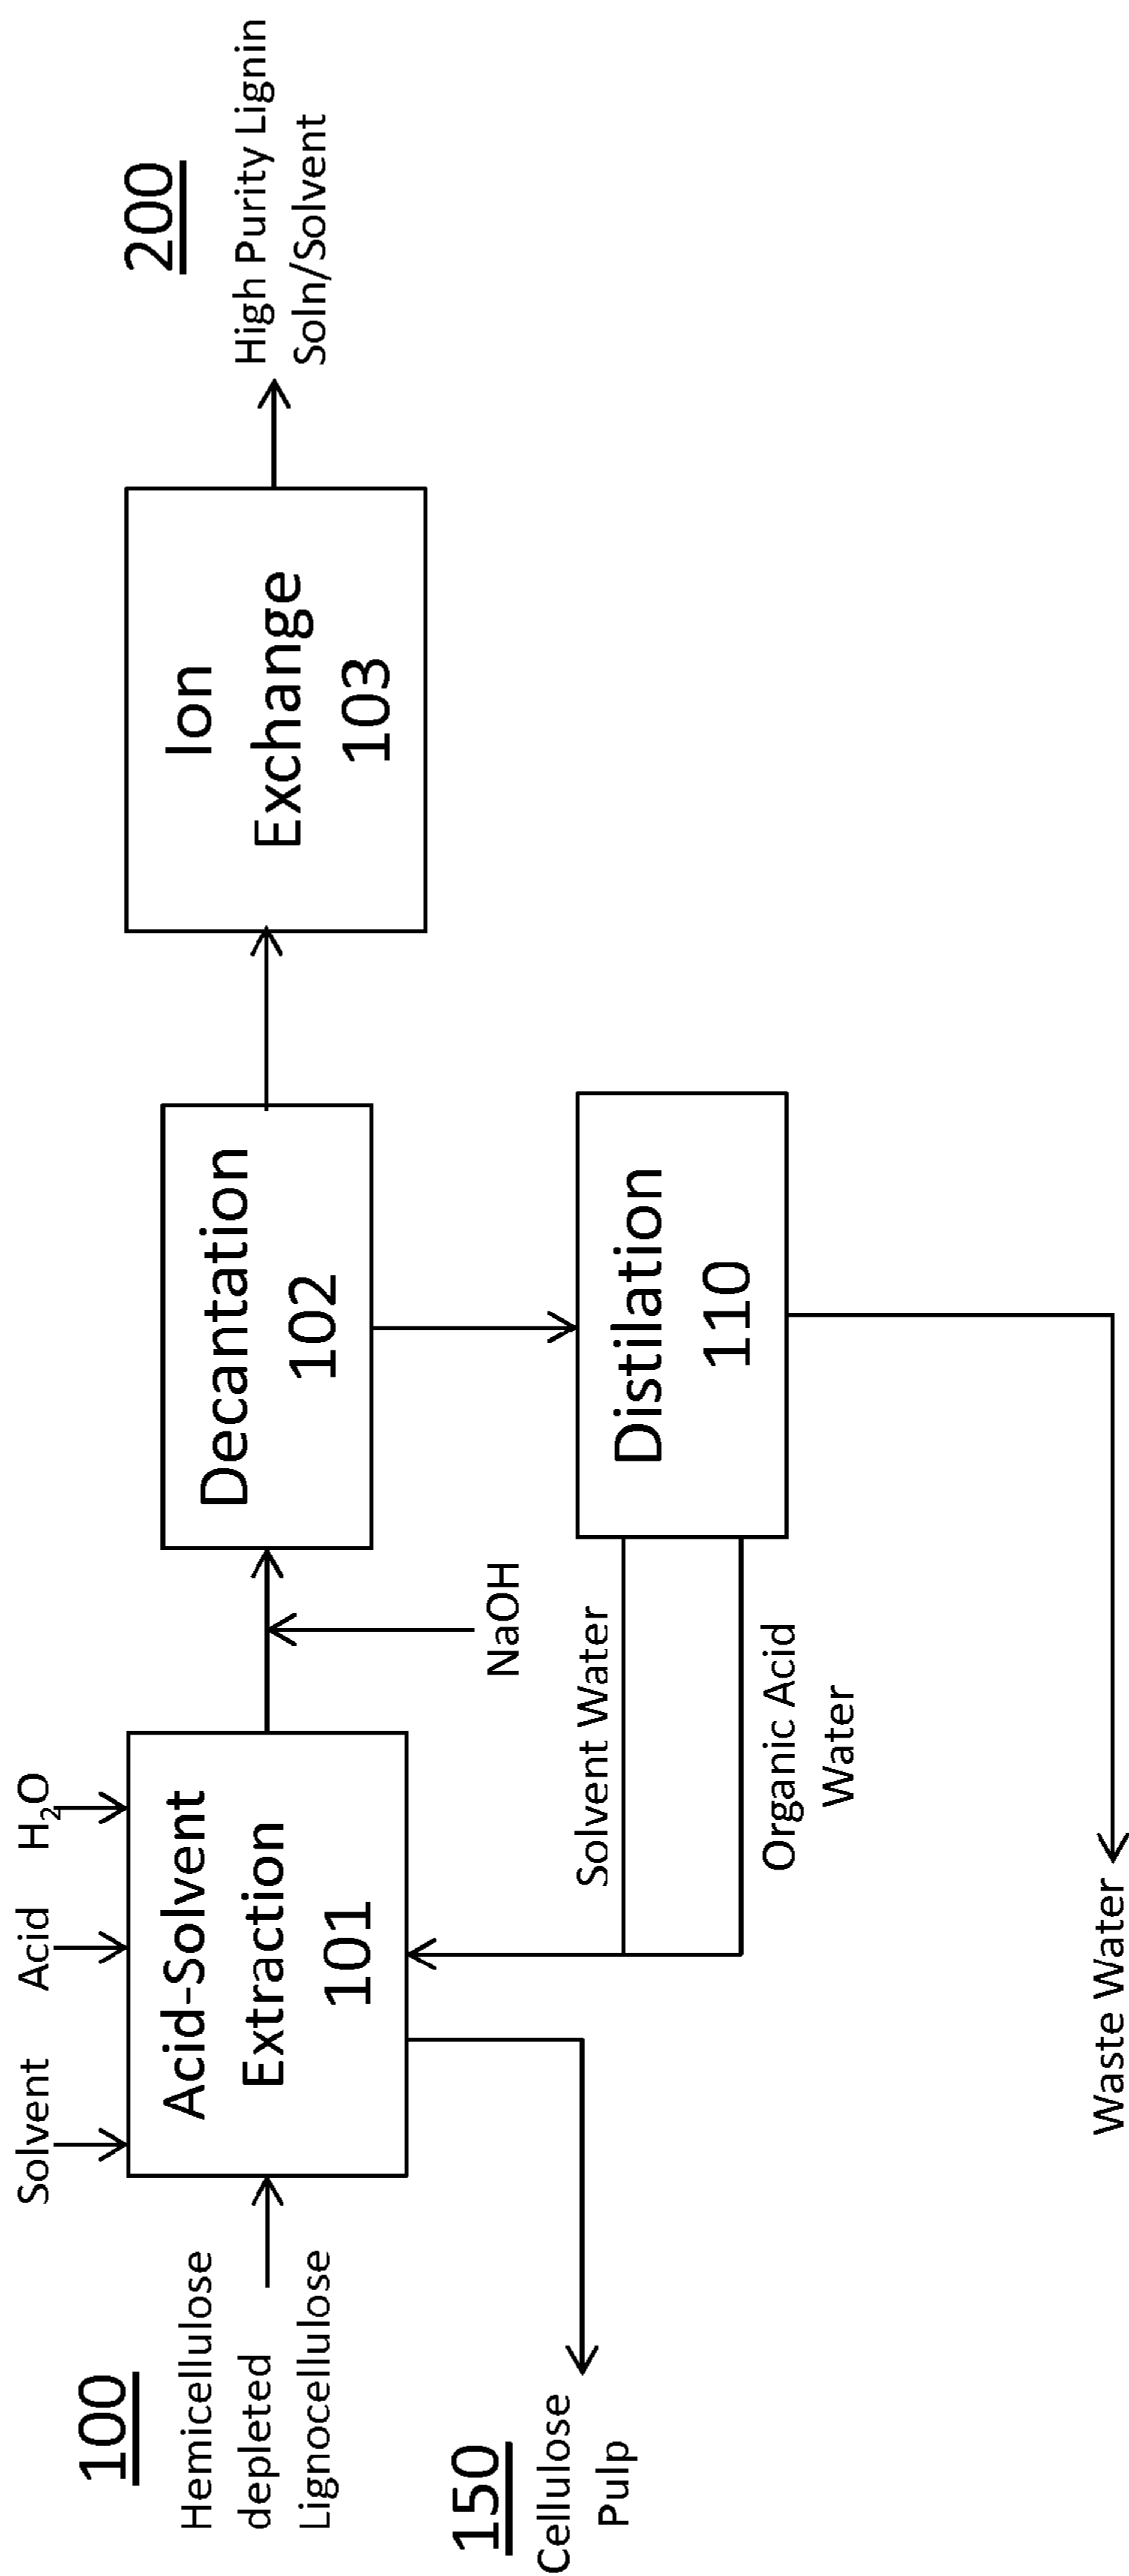 100
Hemicellulose
depleted
Lignocellulose
Solvent
Acid
H₂O
Acid-Solvent
Extraction
101
150
Cellulose
Pulp
NaOH
Decantation
102
Solvent Water
Organic Acid
Water
Distilation
110
Waste Water
Ion
Exchange
103
200
High Purity Lignin
Soln/Solvent